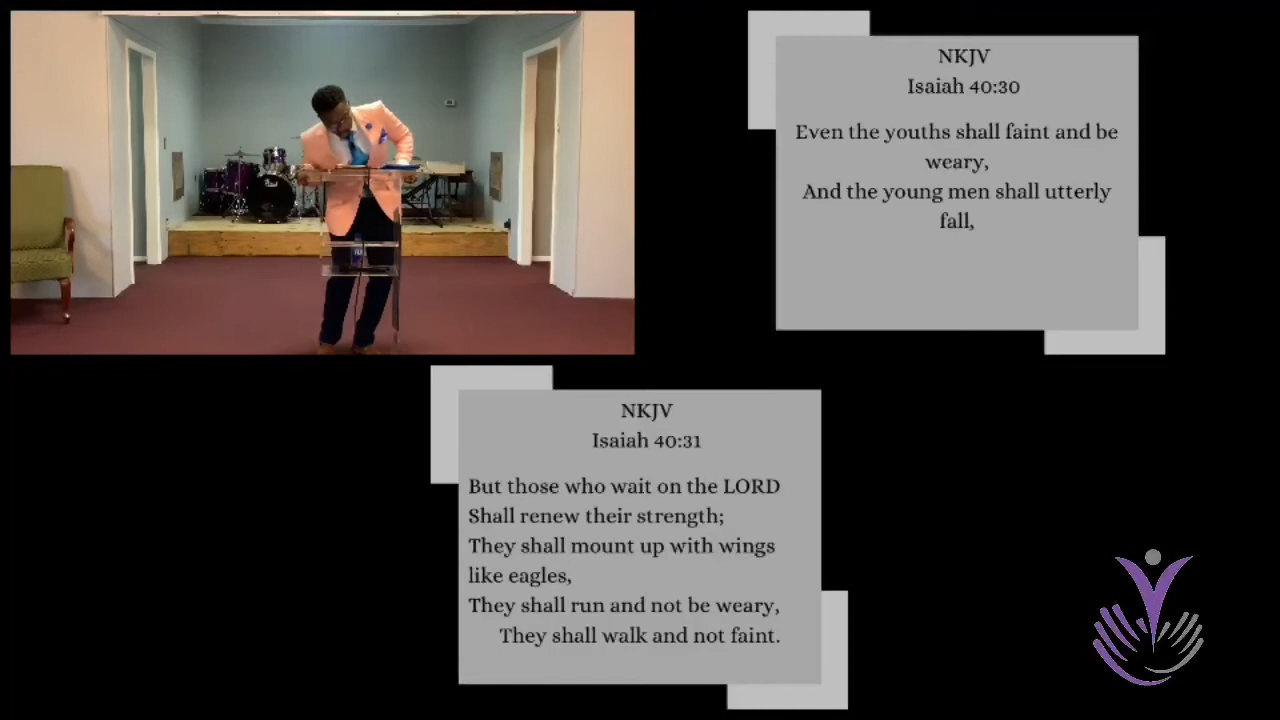 NKJV
Isaiah 40:30
Even the youths shall faint and be
weary,
And the young men shall utterly
fall,
NKJV
Isaiah 40:31
But those who wait on the LORD
Shall renew their strength;
They shall mount up with wings
like eagles,
They shall run and not be weary,
They shall walk and not faint.